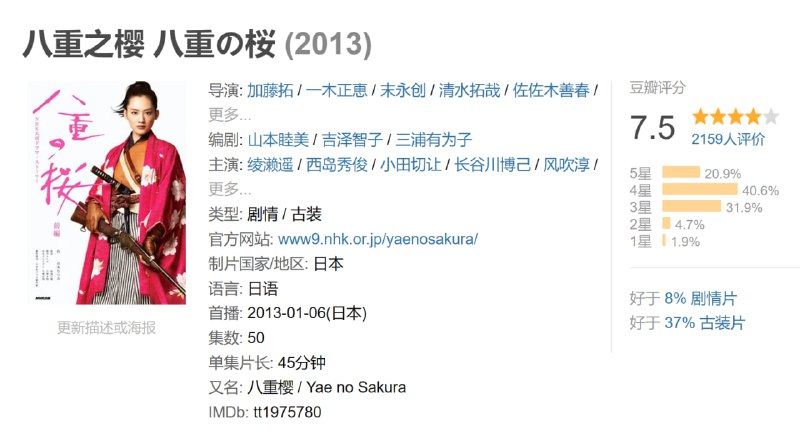 八重之樱 八重の桜 (2013)
八重の桜
前編
NHK DVD
更新描述或海报
导演: 加藤拓 / 一木正惠 / 末永创 / 清水拓哉 / 佐佐木善春 /
更多...
编剧: 山本睦美 / 吉泽智子 / 三浦有为子
主演: 绫濑遥 / 西岛秀俊 / 小田切让 / 长谷川博己 / 风吹淳 /
更多...
类型: 剧情 / 古装
官方网站: www9.nhk.or.jp/yaenosakura/
制片国家/地区: 日本
语言: 日语
首播: 2013-01-06(日本)
集数: 50
单集片长: 45分钟
又名: 八重樱 / Yae no Sakura
IMDb: tt1975780
豆瓣评分
7.5
2159人评价
5星 20.9%
4星 40.6%
3星 31.9%
2星 4.7%
1星 1.9%
好于 8% 剧情片
好于 37% 古装片